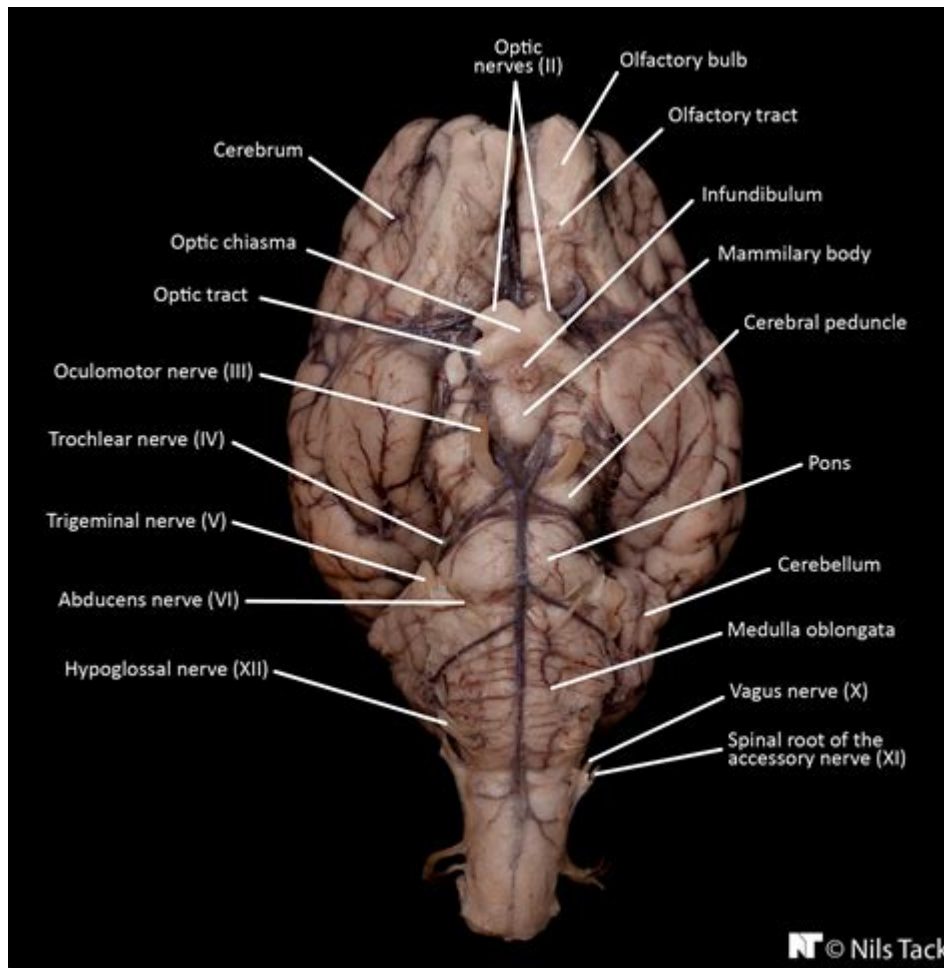 Optic
nerves (II)
Olfactory bulb
Olfactory tract
Cerebrum
Infundibulum
Optic chiasma
Mammilary body
Optic tract
Cerebral peduncle
Oculomotor nerve (III)
Trochlear nerve (IV)
Pons
Trigeminal nerve (V)
Cerebellum
Abducens nerve (VI)
Medulla oblongata
Hypoglossal nerve (XII)
Vagus nerve (X)
Spinal root of the
accessory nerve (XI)
NT © Nils Tack